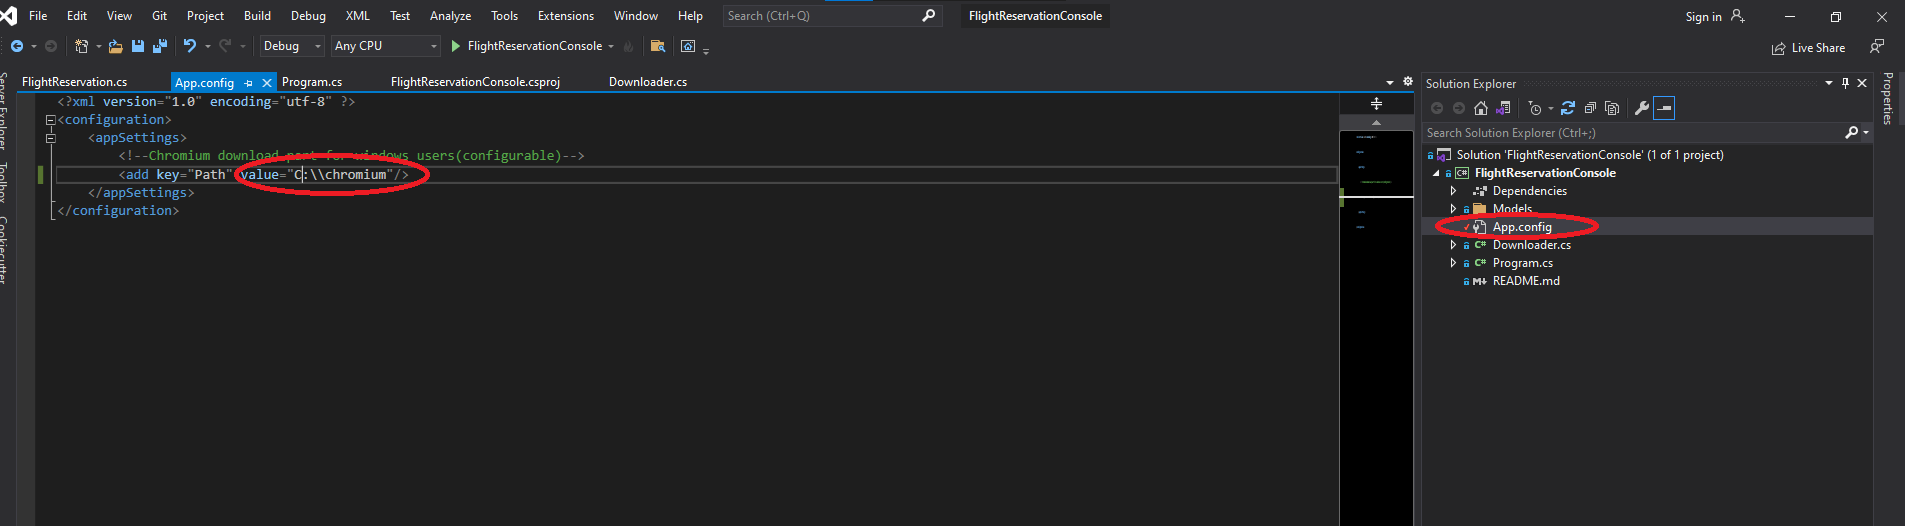 File Edit View Git Project Build Debug XML Test Analyze Tools Extensions Window Help Search (Ctrl+Q) FlightReservationConsole Sign in
Debug Any CPU FlightReservationConsole Live Share
Server Explorer
Toolbox
Cookiecutter
FlightReservation.cs App.config Program.cs FlightReservationConsole.csproj Downloader.cs
<?xml version="1.0" encoding="utf-8" ?>
<configuration>
<appSettings>
<!--Chromium download part for windows users(configurable)-->
<add key="Path" value="C:\\chromium"/>
</appSettings>
</configuration>
Solution Explorer
Search Solution Explorer (Ctrl+;)
Solution 'FlightReservationConsole' (1 of 1 project)
C# FlightReservationConsole
Dependencies
Models
App.config
C# Downloader.cs
C# Program.cs
M↓ README.md
Properties